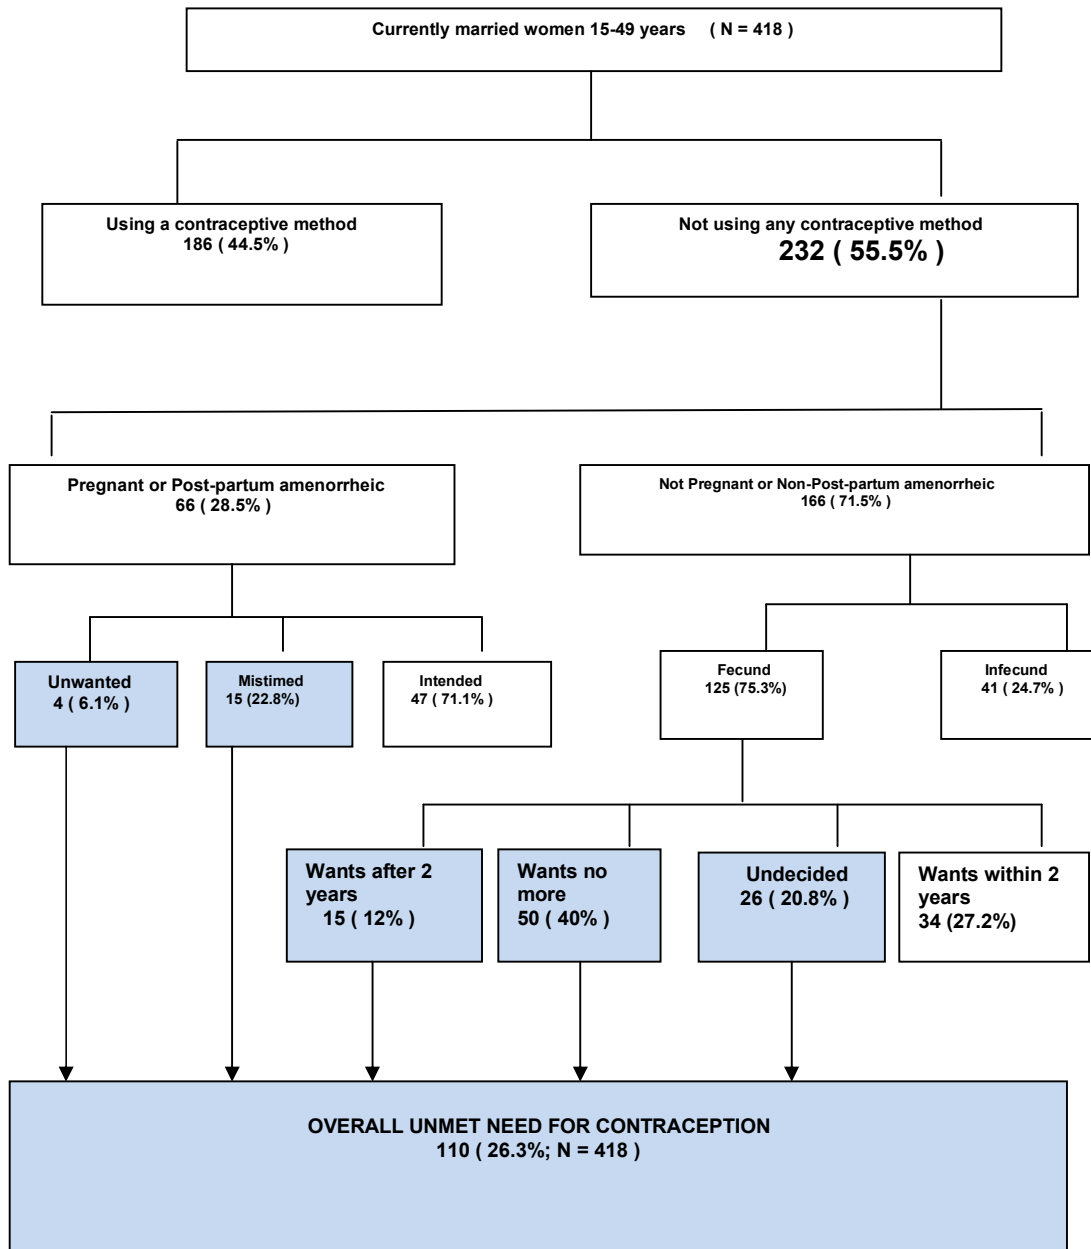 Currently married women 15-49 years ( N = 418 )
Using a contraceptive method
186 ( 44.5% )
Not using any contraceptive method
232 ( 55.5% )
Pregnant or Post-partum amenorrheic
66 ( 28.5% )
Not Pregnant or Non-Post-partum amenorrheic
166 ( 71.5% )
Unwanted
4 ( 6.1% )
Mistimed
15 (22.8%)
Intended
47 ( 71.1% )
Fecund
125 (75.3%)
Infecund
41 ( 24.7% )
Wants after 2
years
15 ( 12% )
Wants no
more
50 ( 40% )
Undecided
26 ( 20.8% )
Wants within 2
years
34 (27.2%)
OVERALL UNMET NEED FOR CONTRACEPTION
110 ( 26.3%; N = 418 )